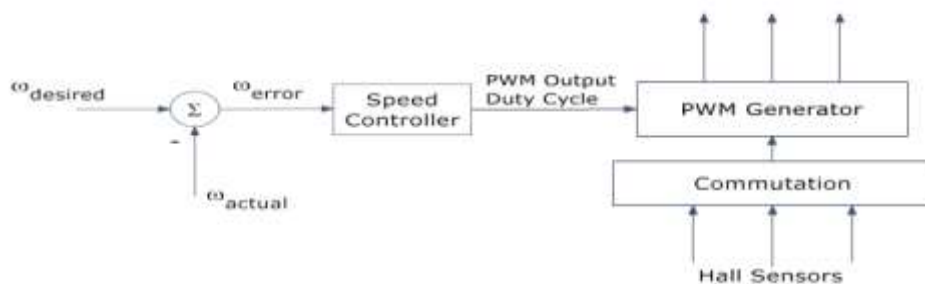 ω desired
Σ
-
ω error
ω actual
Speed
Controller
PWM Output
Duty Cycle
PWM Generator
Commutation
Hall Sensors